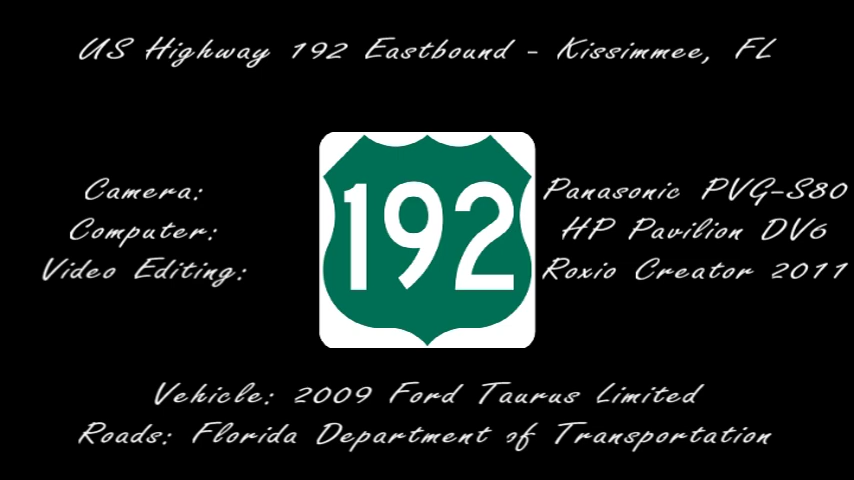 US Highway 192 Eastbound - Kissimmee, FL
Camera: Panasonic PVG-S80
192
Computer: HP Pavilion DV6
Video Editing: Roxio Creator 2011
Vehicle: 2009 Ford Taurus Limited
Roads: Florida Department of Transportation